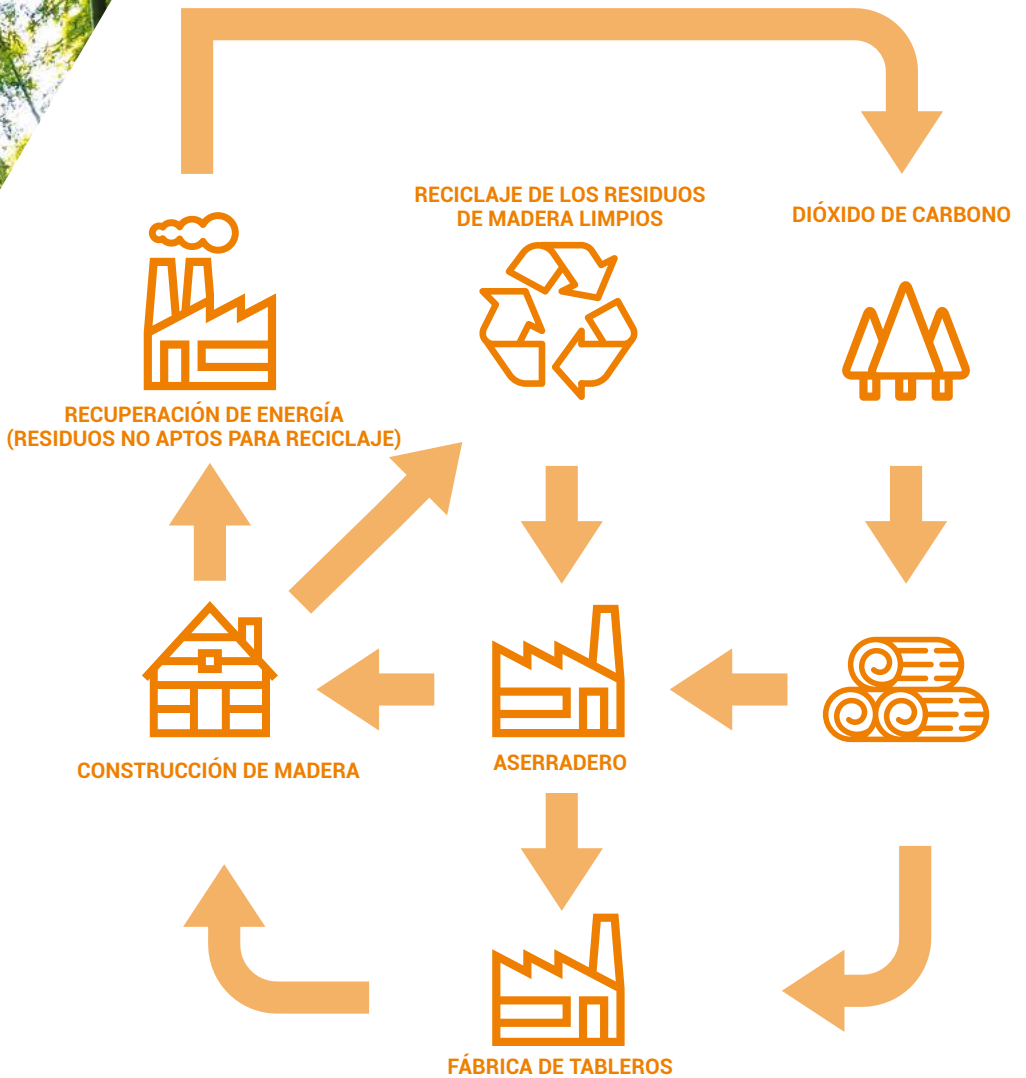 RECICLAJE DE LOS RESIDUOS
DE MADERA LIMPIOS
DIÓXIDO DE CARBONO
RECUPERACIÓN DE ENERGÍA
(RESIDUOS NO APTOS PARA RECICLAJE)
CONSTRUCCIÓN DE MADERA
ASERRADERO
FÁBRICA DE TABLEROS